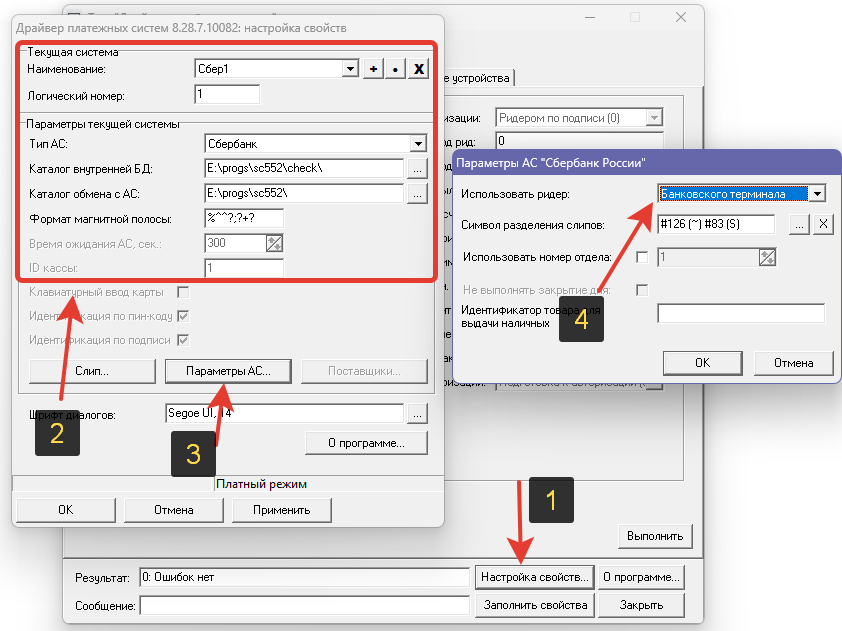 Драйвер платежных систем 8.28.7.10082: настройка свойств
Текущая система
Наименование:
Сбер1
+
•
X
Логический номер:
1
Параметры текущей системы
Тип АС:
Сбербанк
Каталог внутренней БД:
E:\progs\sc552\check\
...
Каталог обмена с АС:
E:\progs\sc552\
...
Формат магнитной полосы:
%^^?;?+?
Время ожидания АС, сек.:
300
ID кассы:
1
Клавиатурный ввод карты
Идентификация по пин-коду
Идентификация по подписи
Слип...
Параметры АС...
Поставщики...
Шрифт диалогов:
Segoe UI, 14
...
О программе...
2
3
Платный режим
ОК
Отмена
Применить
е устройства
зации:
Ридером по подписи (0)
од рид:
0
Параметры АС "Сбербанк России"
Использовать ридер:
Банковского терминала
Символ разделения слипов:
#126 (~) #83 (S)
...
X
Использовать номер отдела:
1
Не выполнять закрытие дня:
Идентификатор товара для
выдачи наличных
4
ОК
Отмена
1
Выполнить
Результат:
0: Ошибок нет
Настройка свойств...
О программе...
Сообщение:
Заполнить свойства
Закрыть